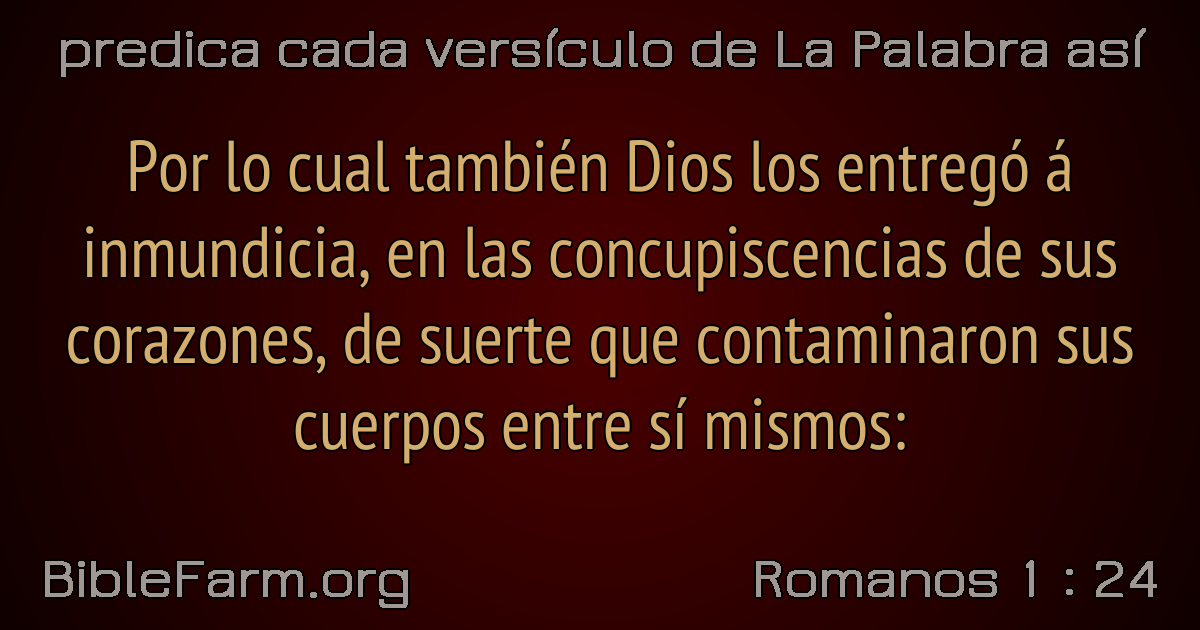 predica cada versículo de La Palabra así
Por lo cual también Dios los entregó á
inmundicia, en las concupiscencias de sus
corazones, de suerte que contaminaron sus
cuerpos entre sí mismos:
BibleFarm.org
Romanos 1 : 24